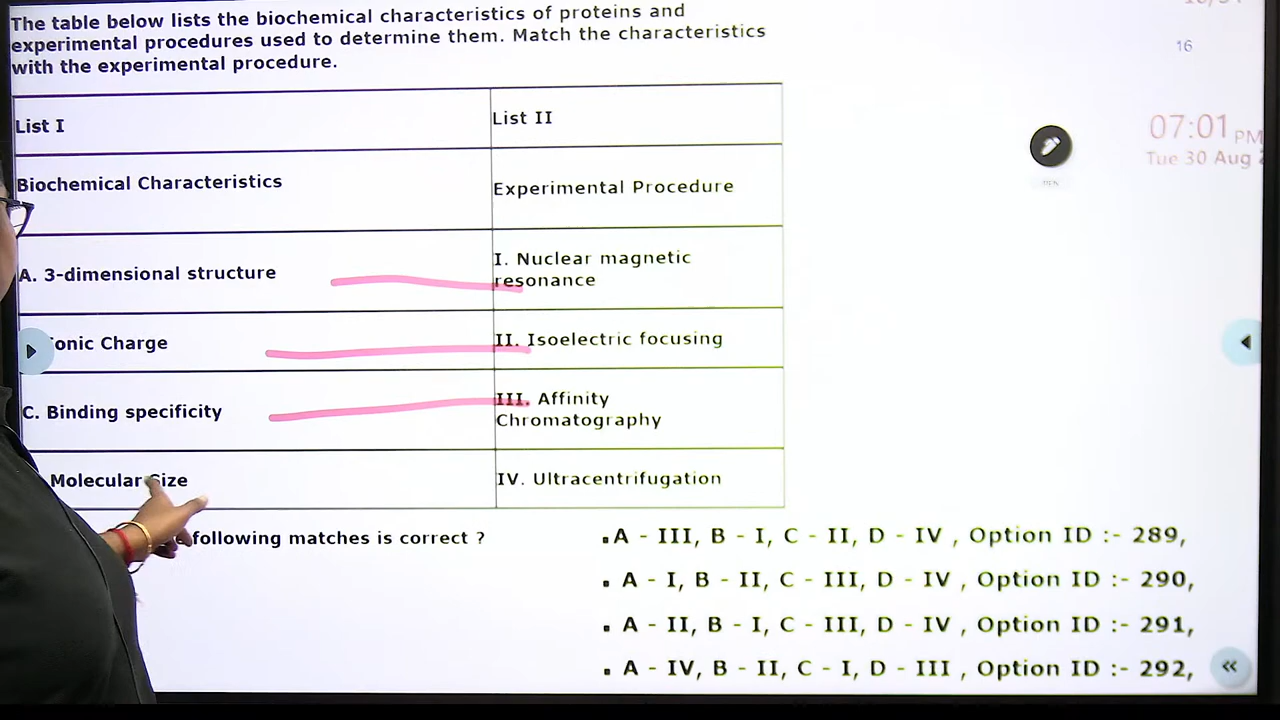 The table below lists the biochemical characteristics of proteins and
experimental procedures used to determine them. Match the characteristics
with the experimental procedure.
16
07:01 PM
Tue 30 Aug
List I
List II
Biochemical Characteristics
Experimental Procedure
A. 3-dimensional structure
I. Nuclear magnetic
resonance
onic Charge
II. Isoelectric focusing
C. Binding specificity
III. Affinity
Chromatography
Molecular Size
IV. Ultracentrifugation
following matches is correct ?
A - III, B - I, C - II, D - IV , Option ID :- 289,
A - I, B - II, C - III, D - IV , Option ID :- 290,
A - II, B - I, C - III, D - IV , Option ID :- 291,
A - IV, B - II, C - I, D - III , Option ID :- 292,